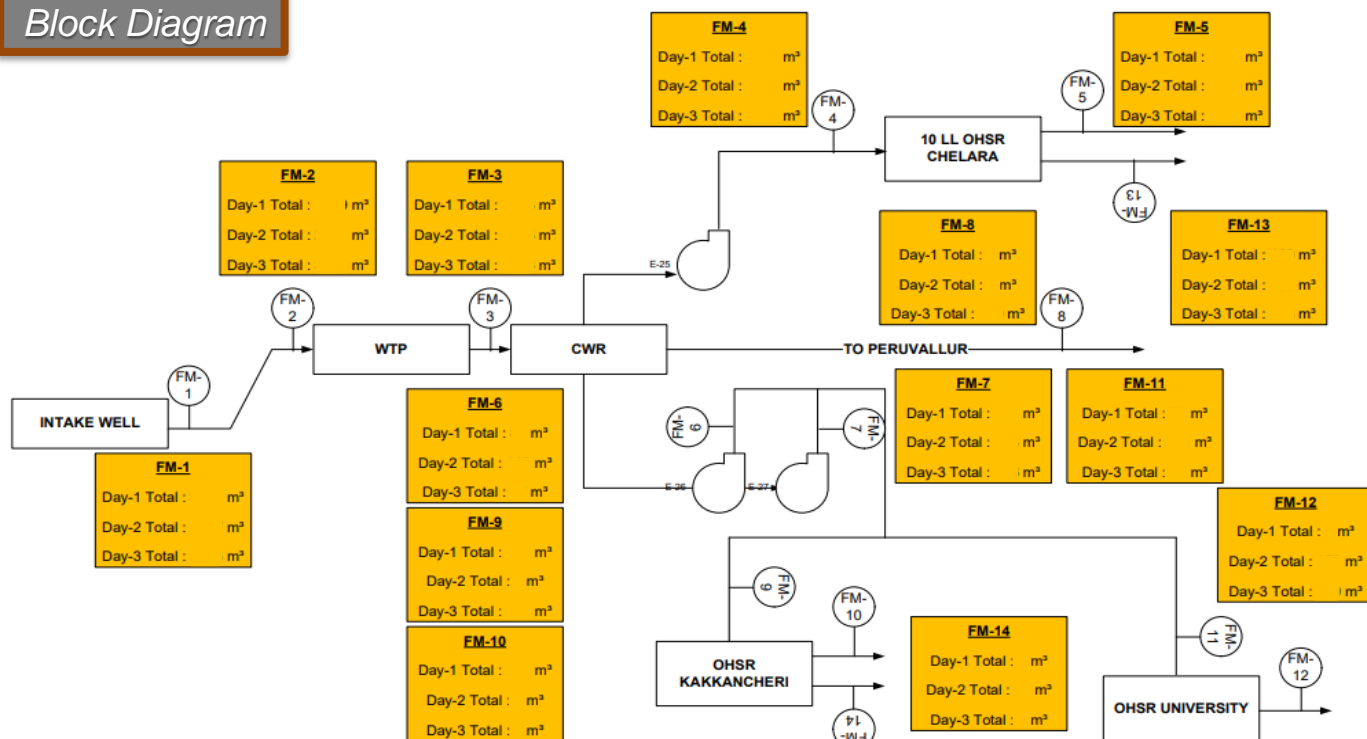 Block Diagram
FM-4
Day-1 Total : m³
Day-2 Total : m³
Day-3 Total : m³
FM-5
Day-1 Total : m³
Day-2 Total : m³
Day-3 Total : m³
FM-
4
FM-
5
10 LL OHSR
CHELARA
FM-
13
FM-2
Day-1 Total : m³
Day-2 Total : m³
Day-3 Total : m³
FM-3
Day-1 Total : m³
Day-2 Total : m³
Day-3 Total : m³
E-25
FM-8
Day-1 Total : m³
Day-2 Total : m³
Day-3 Total : m³
FM-13
Day-1 Total : m³
Day-2 Total : m³
Day-3 Total : m³
FM-
2
FM-
3
FM-
8
WTP
CWR
TO PERUVALLUR
FM-
1
INTAKE WELL
FM-1
Day-1 Total : m³
Day-2 Total : m³
Day-3 Total : m³
FM-6
Day-1 Total : m³
Day-2 Total : m³
Day-3 Total : m³
FM-
6
FM-
7
E-26
E-27
FM-7
Day-1 Total : m³
Day-2 Total : m³
Day-3 Total : m³
FM-11
Day-1 Total : m³
Day-2 Total : m³
Day-3 Total : m³
FM-12
Day-1 Total : m³
Day-2 Total : m³
Day-3 Total : m³
FM-9
Day-1 Total : m³
Day-2 Total : m³
Day-3 Total : m³
FM-
9
FM-
10
FM-10
Day-1 Total : m³
Day-2 Total : m³
Day-3 Total : m³
OHSR
KAKKANCHERI
FM-
14
FM-14
Day-1 Total : m³
Day-2 Total : m³
Day-3 Total : m³
FM-
11
FM-
12
OHSR UNIVERSITY